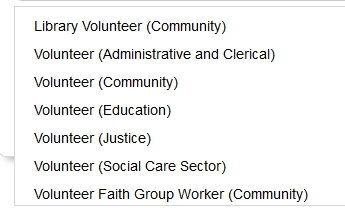 Library Volunteer (Community)
Volunteer (Administrative and Clerical)
Volunteer (Community)
Volunteer (Education)
Volunteer (Justice)
Volunteer (Social Care Sector)
Volunteer Faith Group Worker (Community)